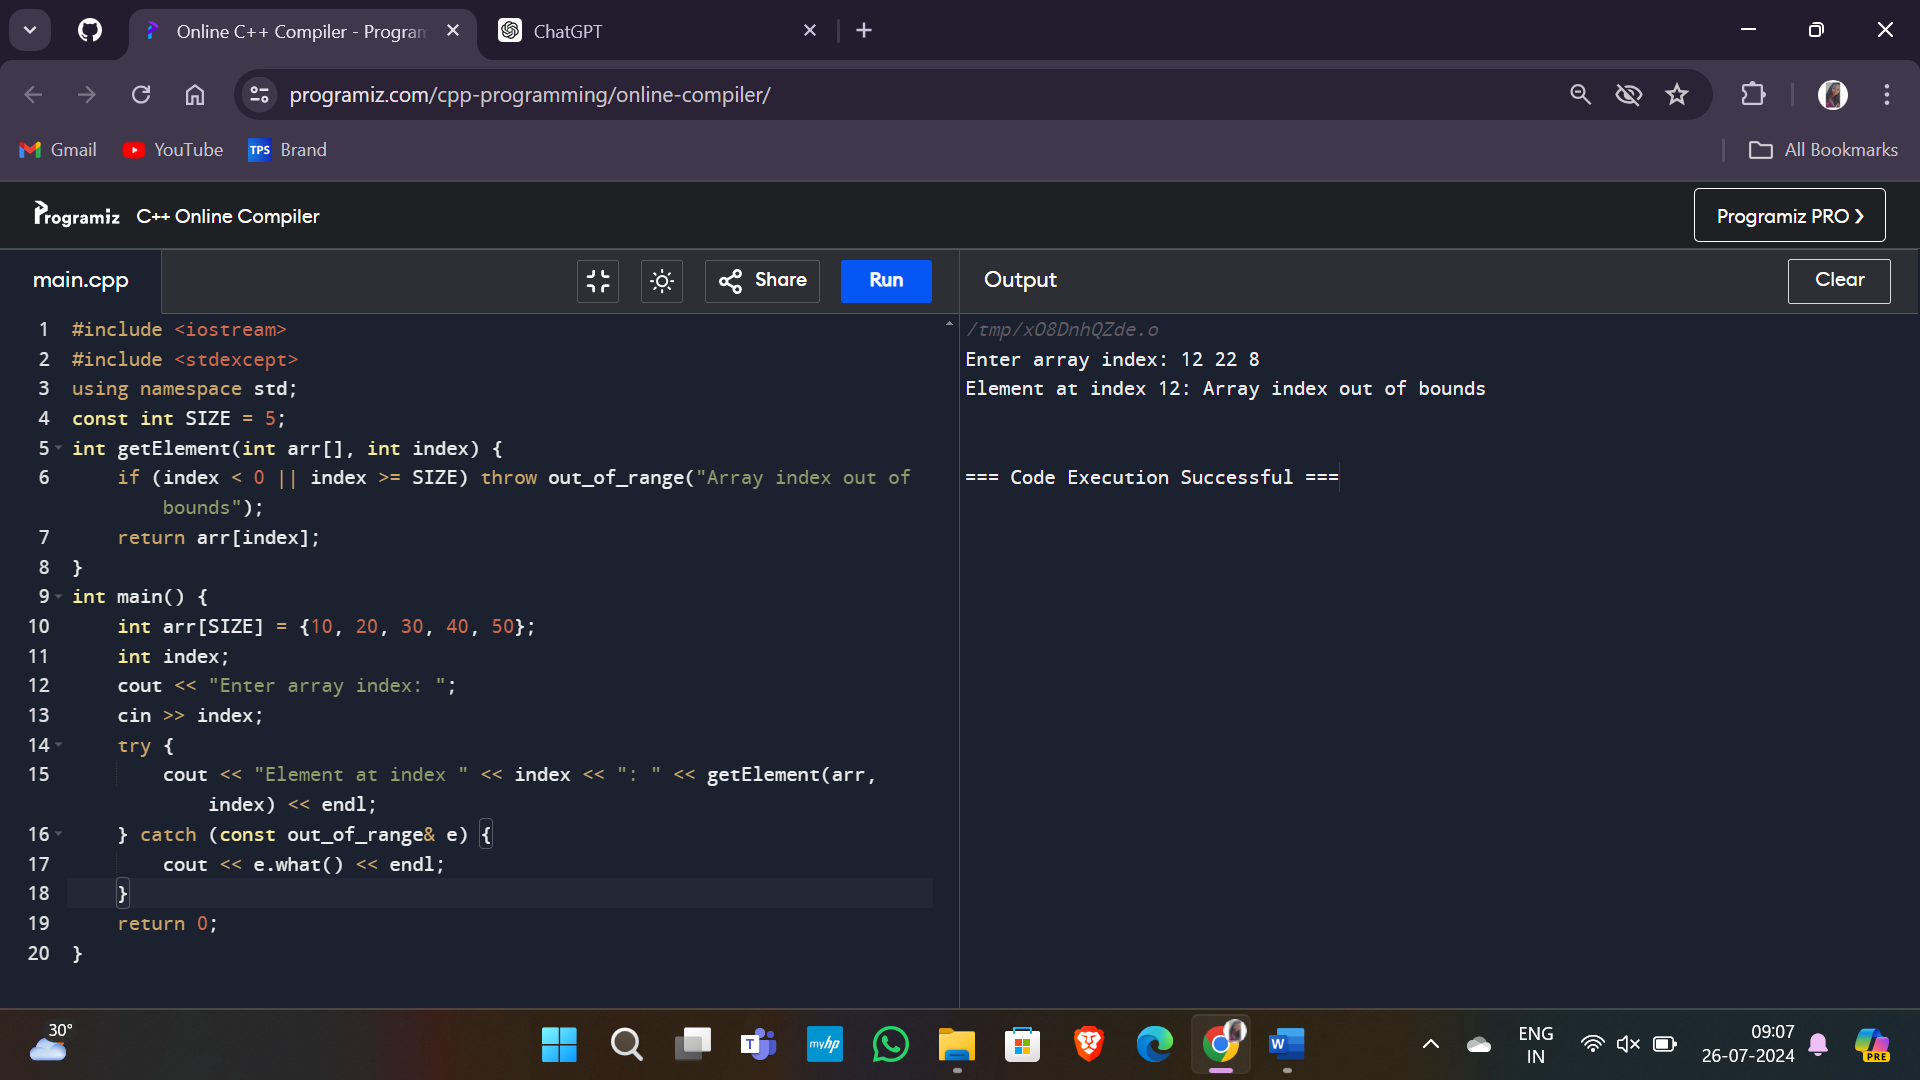 Online C++ Compiler - Program
ChatGPT
programiz.com/cpp-programming/online-compiler/
Gmail
YouTube
TPS
Brand
All Bookmarks
Programiz
C++ Online Compiler
Programiz PRO ❯
main.cpp
Share
Run
Output
Clear
1 #include <iostream>
2 #include <stdexcept>
3 using namespace std;
4 const int SIZE = 5;
5 int getElement(int arr[], int index) {
6 if (index < 0 || index >= SIZE) throw out_of_range("Array index out of
bounds");
7 return arr[index];
8 }
9 int main() {
10 int arr[SIZE] = {10, 20, 30, 40, 50};
11 int index;
12 cout << "Enter array index: ";
13 cin >> index;
14 try {
15 cout << "Element at index " << index << ": " << getElement(arr,
index) << endl;
16 } catch (const out_of_range& e) {
17 cout << e.what() << endl;
18 }
19 return 0;
20 }
/tmp/xO8DnhQZde.o
Enter array index: 12 22 8
Element at index 12: Array index out of bounds
=== Code Execution Successful ===
30°
T
myhp
W
ENG
IN
09:07
26-07-2024
PRE